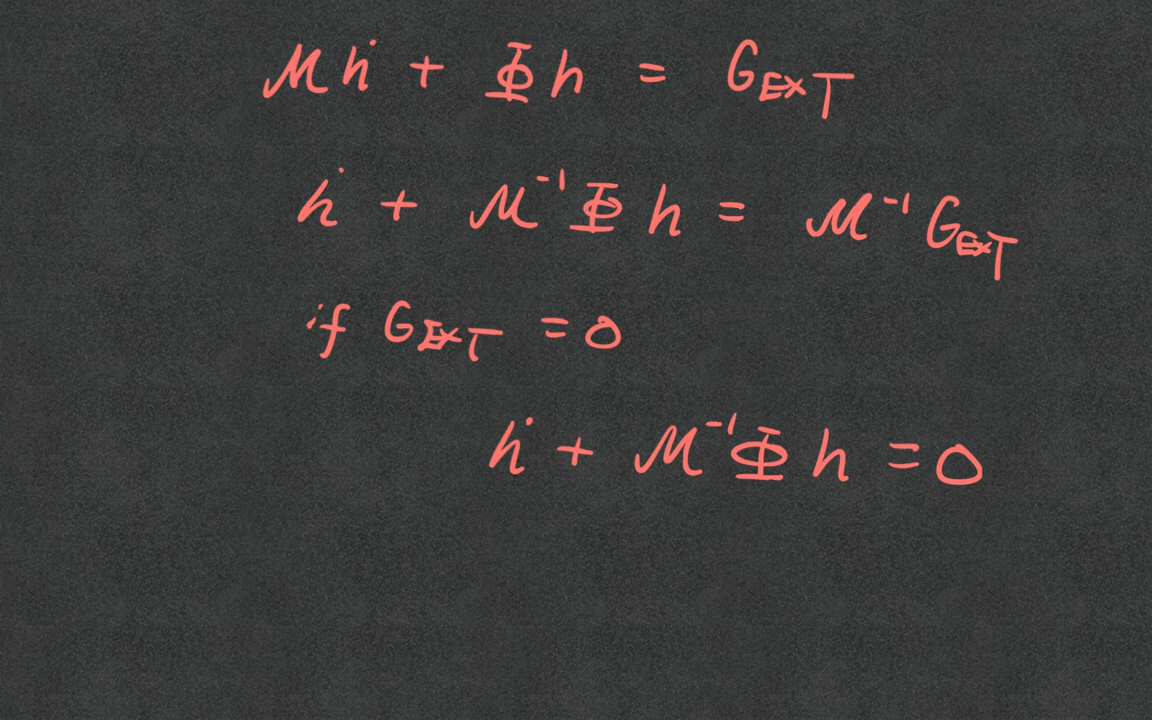 Mḣ + Φh = G_EXT
ḣ + M⁻¹Φh = M⁻¹G_EXT
if G_EXT = 0
ḣ + M⁻¹Φh = 0